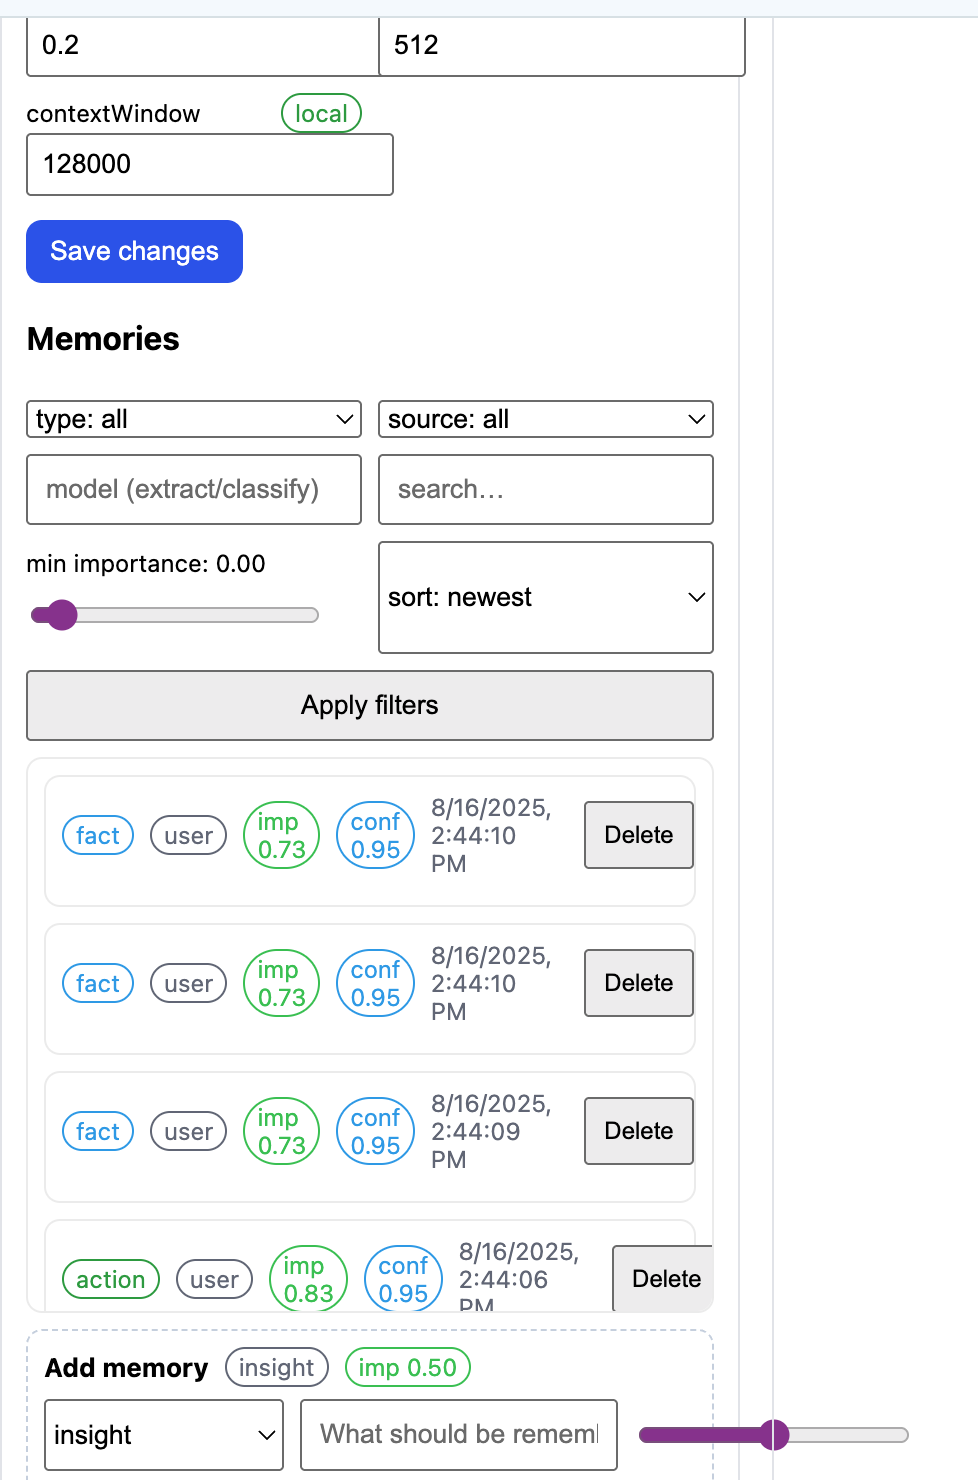 0.2 512
contextWindow local
128000
Save changes
Memories
type: all source: all
model (extract/classify) search…
min importance: 0.00
sort: newest
Apply filters
fact user imp 0.73 conf 0.95 8/16/2025, 2:44:10 PM Delete
fact user imp 0.73 conf 0.95 8/16/2025, 2:44:10 PM Delete
fact user imp 0.73 conf 0.95 8/16/2025, 2:44:09 PM Delete
action user imp 0.83 conf 0.95 8/16/2025, 2:44:06 PM Delete
Add memory insight imp 0.50
insight What should be rememl